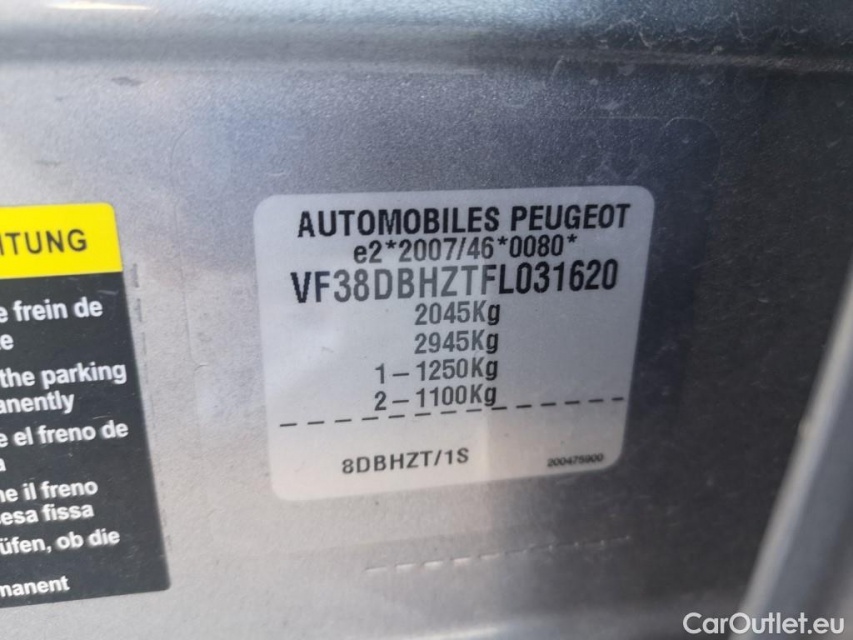 AUTOMOBILES PEUGEOT
e2*2007/46*0080*
VF38DBHZTFL031620
2045Kg
2945Kg
1-1250Kg
2-1100Kg
8DBHZT/1S
200475900
ITUNG
e frein de
e
the parking
anently
e el freno de
a
ne il freno
esa fissa
üfen, ob die
manent
CarOutlet.eu